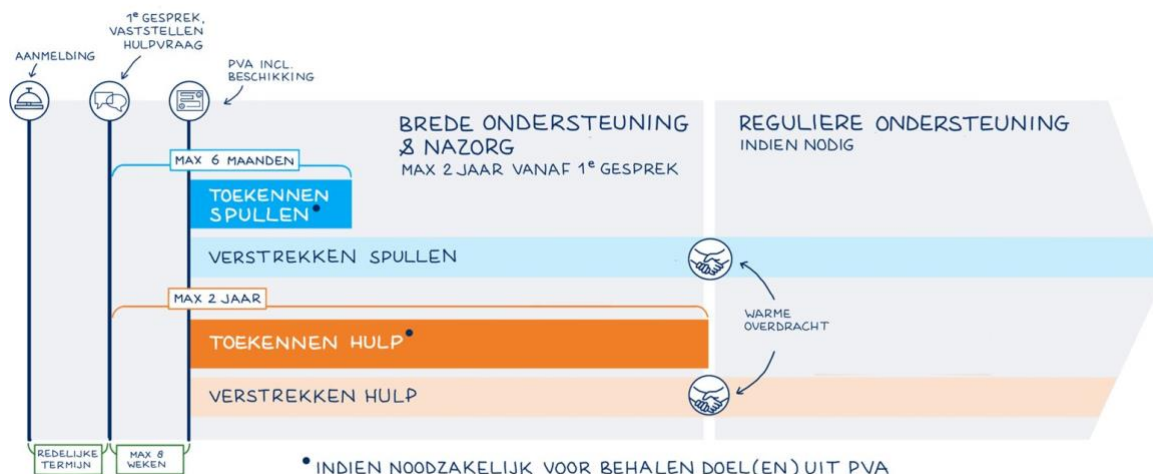 AANMELDING
1e GESPREK,
VASTSTELLEN
HULPVRAAG
PVA INCL.
BESCHIKKING
BREDE ONDERSTEUNING
& NAZORG
MAX 2 JAAR VANAF 1e GESPREK
REGULIERE ONDERSTEUNING
INDIEN NODIG
MAX 6 MAANDEN
TOEKENNEN
SPULLEN•
VERSTREKKEN SPULLEN
MAX 2 JAAR
WARME
OVERDRACHT
TOEKENNEN HULP•
VERSTREKKEN HULP
REDELIJKE
TERMIJN
MAX 8
WEKEN
• INDIEN NOODZAKELIJK VOOR BEHALEN DOEL(EN) UIT PVA